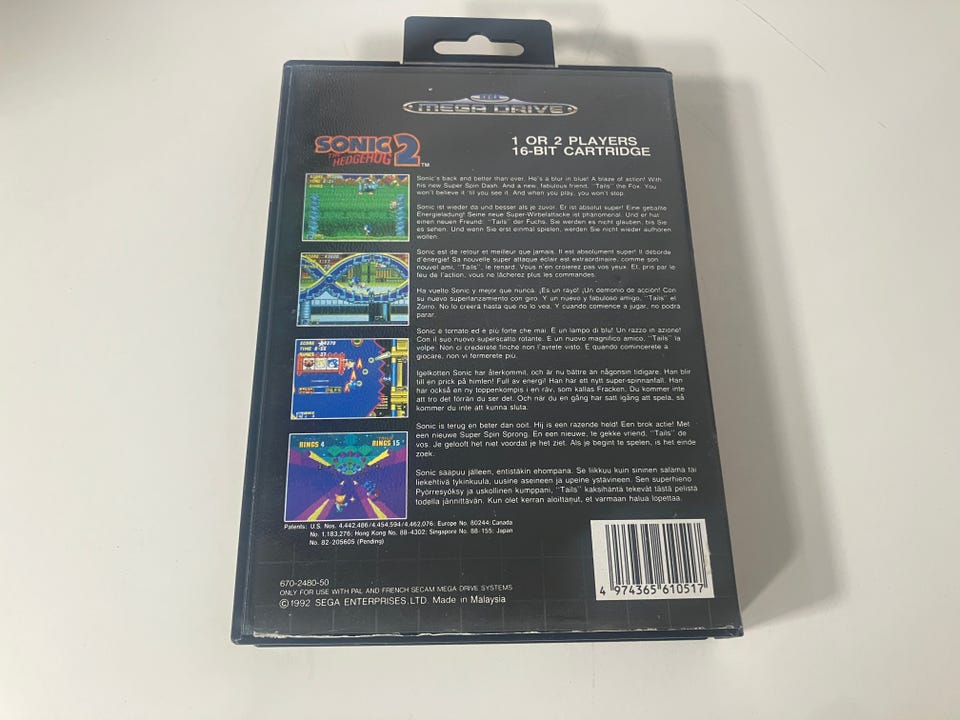 SEGA
MEGA DRIVE
SONIC
THE
HEDGEHOG 2 TM
1 OR 2 PLAYERS
16-BIT CARTRIDGE
Sonic's back and better than ever. He's a blur in blue! A blaze of action! With
his new Super Spin Dash. And a new, fabulous friend, "Tails" the Fox. You
won't believe it 'til you see it. And when you play, you won't stop.
Sonic ist wieder da und besser als je zuvor. Er ist absolut super! Eine geballte
Energieladung! Seine neue Super-Wirbelattacke ist phänomenal. Und er hat
einen neuen Freund: "Tails" der Fuchs. Sie werden es nicht glauben, bis Sie
es sehen. Und wenn Sie erst einmal spielen, werden Sie nicht wieder aufhören
wollen.
Sonic est de retour et meilleur que jamais. Il est absolument super! Il déborde
d'énergie! Sa nouvelle super attaque éclair est extraordinaire, comme son
nouvel ami, "Tails", le renard. Vous n'en croierez pas vos yeux. Et, pris par le
feu de l'action, vous ne lâcherez plus les commandes.
Ha vuelto Sonic y mejor que nunca. ¡Es un rayo! ¡Un demonio de acción! Con
su nuevo superlanzamiento con giro. Y un nuevo y fabuloso amigo, "Tails" el
Zorro. No lo creerá hasta que no lo vea. Y cuando comience a jugar, no podrá
parar.
Sonic è tornato ed è più forte che mai. È un lampo di blu! Un razzo in azione!
Con il suo nuovo superscatto rotante. E un nuovo magnifico amico, "Tails" la
volpe. Non ci crederete finché non l'avrete visto. E quando comincerete a
giocare, non vi fermerete più.
Igelkotten Sonic har återkommit, och är nu bättre än någonsin tidigare. Han blir
till en prick på himlen! Full av energi! Han har ett nytt super-spinnanfall. Han
har också en ny toppenkompis i en räv, som kallas Fracken. Du kommer inte
att tro det förrän du ser det. Och när du en gång har satt igång att spela, så
kommer du inte att kunna sluta.
Sonic is terug en beter dan ooit. Hij is een razende held! Een brok actie! Met
een nieuwe Super Spin Sprong. En een nieuwe, te gekke vriend, "Tails" de
vos. Je gelooft het niet voordat je het ziet. Als je begint te spelen, is het einde
zoek.
Sonic saapuu jälleen, entistäkin ehompana. Se liikkuu kuin sininen salama tai
liekehtivä tykinkuula, uusine aseineen ja upeine ystävineen. Sen superhieno
Pyörresyöksy ja uskollinen kumppani, "Tails" kaksihäntä tekevät tästä pelistä
todella jännittävän. Kun olet kerran aloittanut, et varmaan halua lopettaa.
RINGS 4
RINGS 15
Patents: U.S. Nos. 4,442,486/4,454,594/4,462,076; Europe No. 80244; Canada
No. 1,183,276; Hong Kong No. 88-4302; Singapore No. 88-155; Japan
No. 82-205605 (Pending)
670-2480-50
ONLY FOR USE WITH PAL AND FRENCH SECAM MEGA DRIVE SYSTEMS
©1992 SEGA ENTERPRISES, LTD. Made in Malaysia
4 974365 610517